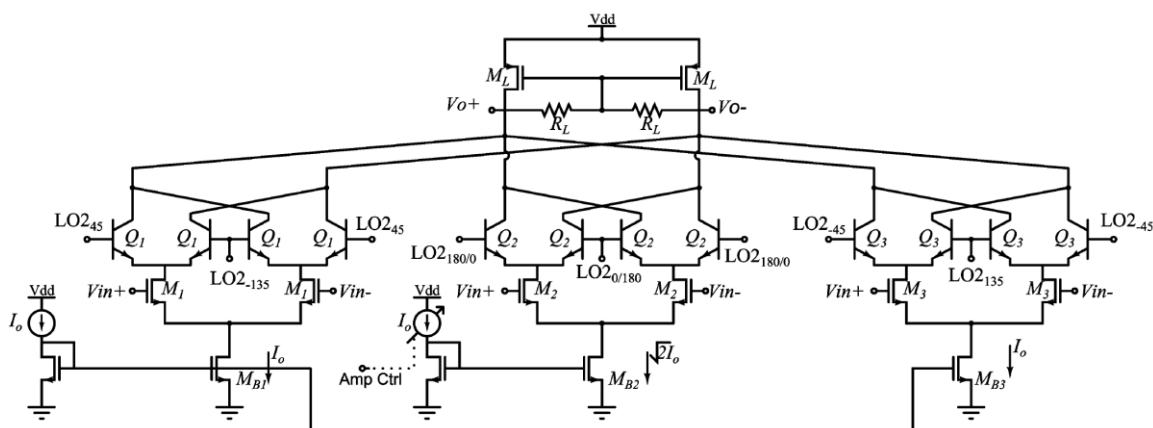 Vdd
M_L M_L
Vo+ R_L R_L Vo-
LO2_45 Q_1 Q_1 Q_1 Q_1 LO2_45
LO2_-135
Vin+ M_1 M_1 Vin-
LO2_180/0 Q_2 Q_2 Q_2 Q_2 LO2_180/0
LO2_0/180
Vin+ M_2 M_2 Vin-
LO2_-45 Q_3 Q_3 Q_3 Q_3 LO2_-45
LO2_135
Vin+ M_3 M_3 Vin-
Vdd
I_o
M_B1 I_o
Vdd
I_o
Amp Ctrl
M_B2 √2I_o
M_B3 I_o